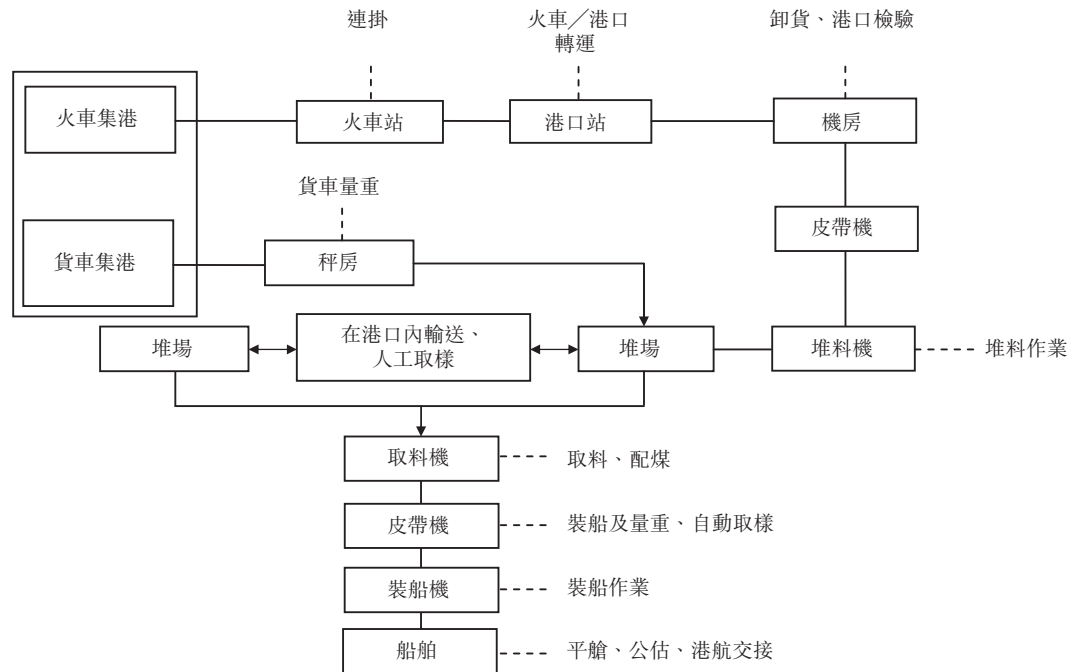 連掛
火車／港口
轉運
卸貨、港口檢驗
火車集港
火車站
港口站
機房
貨車量重
皮帶機
貨車集港
秤房
堆場
在港口內輸送、
人工取樣
堆場
堆料機
堆料作業
取料機
取料、配煤
皮帶機
裝船及量重、自動取樣
裝船機
裝船作業
船舶
平艙、公估、港航交接